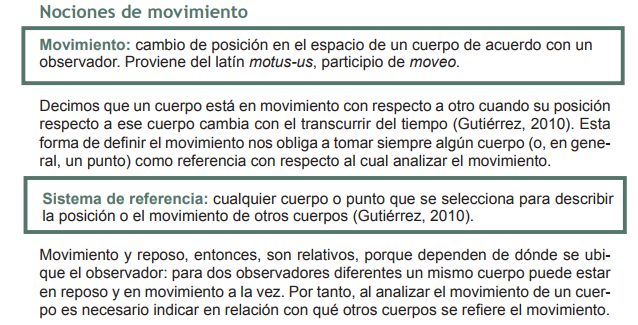 Nociones de movimiento
Movimiento: cambio de posición en el espacio de un cuerpo de acuerdo con un
observador. Proviene del latín motus-us, participio de moveo.
Decimos que un cuerpo está en movimiento con respecto a otro cuando su posición
respecto a ese cuerpo cambia con el transcurrir del tiempo (Gutiérrez, 2010). Esta
forma de definir el movimiento nos obliga a tomar siempre algún cuerpo (o, en gene-
ral, un punto) como referencia con respecto al cual analizar el movimiento.
Sistema de referencia: cualquier cuerpo o punto que se selecciona para describir
la posición o el movimiento de otros cuerpos (Gutiérrez, 2010).
Movimiento y reposo, entonces, son relativos, porque dependen de dónde se ubi-
que el observador: para dos observadores diferentes un mismo cuerpo puede estar
en reposo y en movimiento a la vez. Por tanto, al analizar el movimiento de un cuer-
po es necesario indicar en relación con qué otros cuerpos se refiere el movimiento.